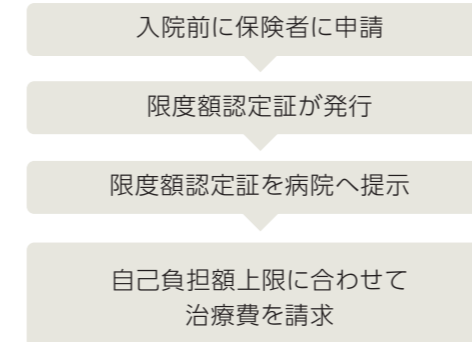 入院前に保険者に申請
限度額認定証が発行
限度額認定証を病院へ提示
自己負担額上限に合わせて
治療費を請求